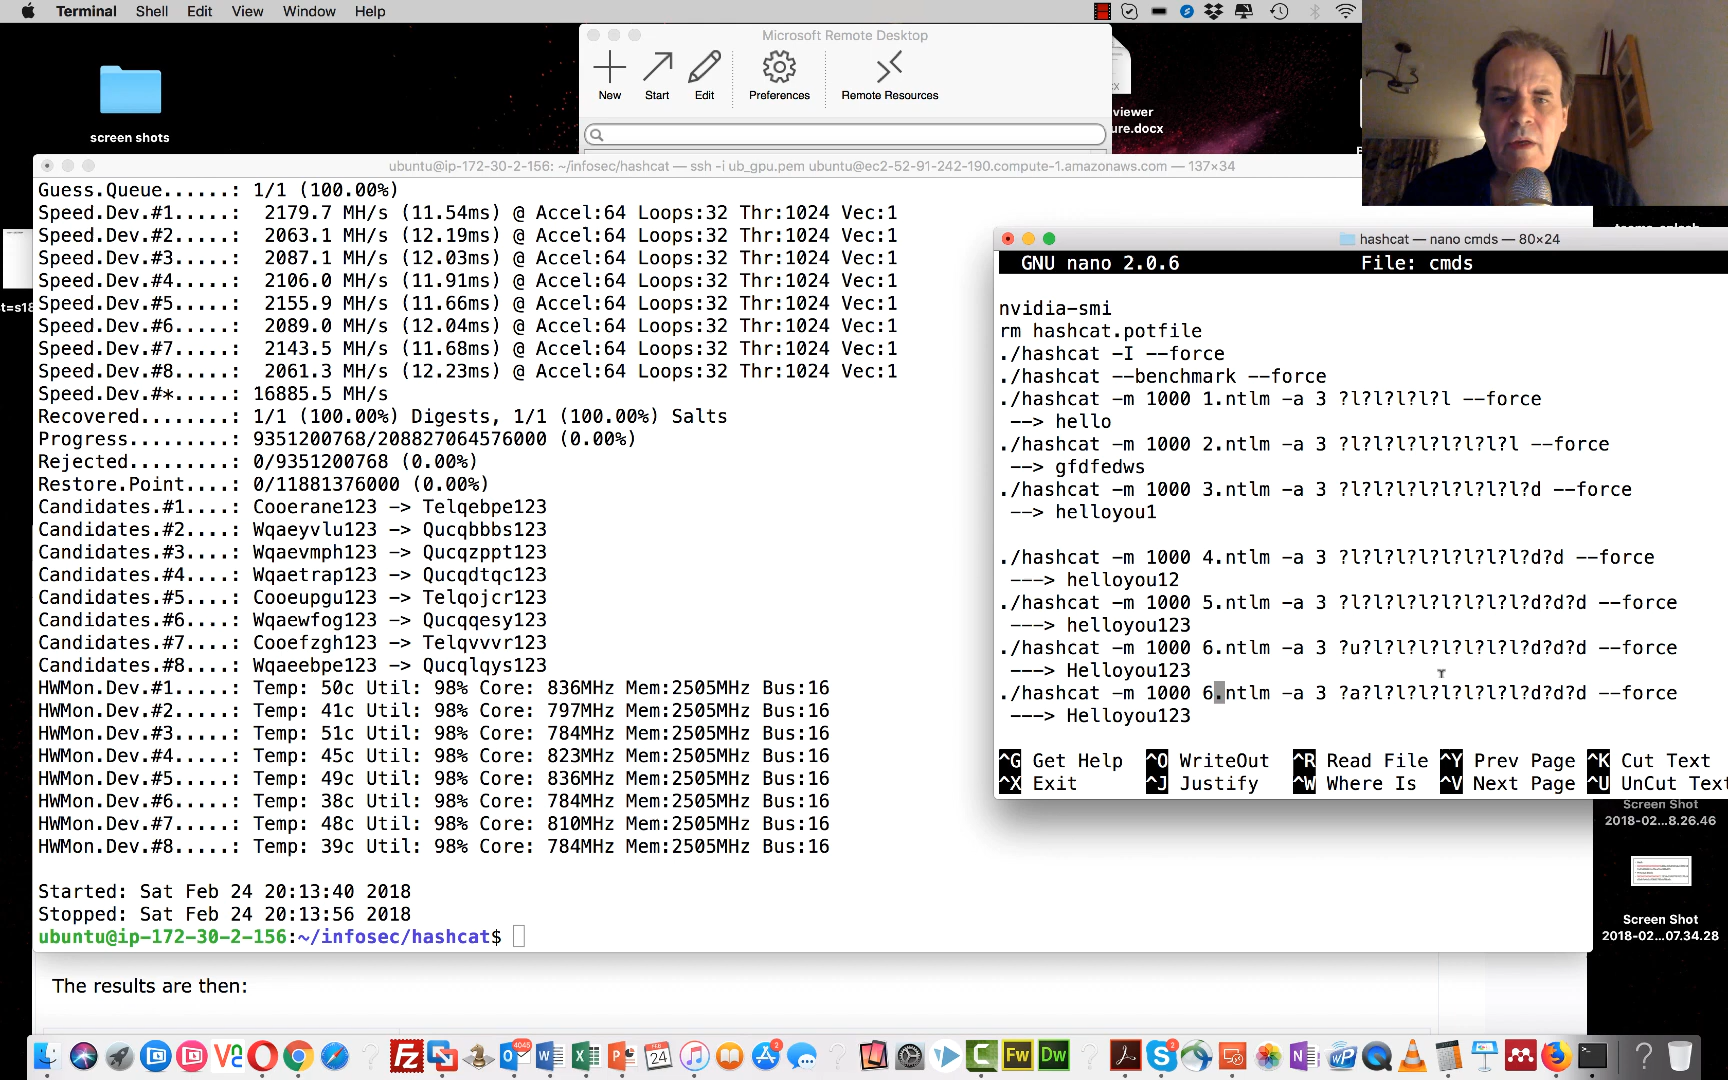 Terminal Shell Edit View Window Help
screen shots
Microsoft Remote Desktop
New Start Edit Preferences Remote Resources
viewer
ure.docx
ubuntu@ip-172-30-2-156: ~/infosec/hashcat — ssh -i ub_gpu.pem ubuntu@ec2-52-91-242-190.compute-1.amazonaws.com — 137×34
Guess.Queue......: 1/1 (100.00%)
Speed.Dev.#1.....: 2179.7 MH/s (11.54ms) @ Accel:64 Loops:32 Thr:1024 Vec:1
Speed.Dev.#2.....: 2063.1 MH/s (12.19ms) @ Accel:64 Loops:32 Thr:1024 Vec:1
Speed.Dev.#3.....: 2087.1 MH/s (12.03ms) @ Accel:64 Loops:32 Thr:1024 Vec:1
Speed.Dev.#4.....: 2106.0 MH/s (11.91ms) @ Accel:64 Loops:32 Thr:1024 Vec:1
Speed.Dev.#5.....: 2155.9 MH/s (11.66ms) @ Accel:64 Loops:32 Thr:1024 Vec:1
Speed.Dev.#6.....: 2089.0 MH/s (12.04ms) @ Accel:64 Loops:32 Thr:1024 Vec:1
Speed.Dev.#7.....: 2143.5 MH/s (11.68ms) @ Accel:64 Loops:32 Thr:1024 Vec:1
Speed.Dev.#8.....: 2061.3 MH/s (12.23ms) @ Accel:64 Loops:32 Thr:1024 Vec:1
Speed.Dev.#*.....: 16885.5 MH/s
Recovered........: 1/1 (100.00%) Digests, 1/1 (100.00%) Salts
Progress.........: 9351200768/208827064576000 (0.00%)
Rejected.........: 0/9351200768 (0.00%)
Restore.Point....: 0/11881376000 (0.00%)
Candidates.#1....: Cooerane123 -> Telqebpe123
Candidates.#2....: Wqaeyvlu123 -> Qucqbbbs123
Candidates.#3....: Wqaevmph123 -> Qucqzppt123
Candidates.#4....: Wqaetrap123 -> Qucqdtqc123
Candidates.#5....: Cooeupgu123 -> Telqojcr123
Candidates.#6....: Wqaewfog123 -> Qucqqesy123
Candidates.#7....: Cooefzgh123 -> Telqvvvr123
Candidates.#8....: Wqaeebpe123 -> Qucqlqys123
HWMon.Dev.#1.....: Temp: 50c Util: 98% Core: 836MHz Mem:2505MHz Bus:16
HWMon.Dev.#2.....: Temp: 41c Util: 98% Core: 797MHz Mem:2505MHz Bus:16
HWMon.Dev.#3.....: Temp: 51c Util: 98% Core: 784MHz Mem:2505MHz Bus:16
HWMon.Dev.#4.....: Temp: 45c Util: 98% Core: 823MHz Mem:2505MHz Bus:16
HWMon.Dev.#5.....: Temp: 49c Util: 98% Core: 836MHz Mem:2505MHz Bus:16
HWMon.Dev.#6.....: Temp: 38c Util: 98% Core: 784MHz Mem:2505MHz Bus:16
HWMon.Dev.#7.....: Temp: 48c Util: 98% Core: 810MHz Mem:2505MHz Bus:16
HWMon.Dev.#8.....: Temp: 39c Util: 98% Core: 784MHz Mem:2505MHz Bus:16
Started: Sat Feb 24 20:13:40 2018
Stopped: Sat Feb 24 20:13:56 2018
ubuntu@ip-172-30-2-156:~/infosec/hashcat$
hashcat — nano cmds — 80×24
GNU nano 2.0.6 File: cmds
nvidia-smi
rm hashcat.potfile
./hashcat -I --force
./hashcat --benchmark --force
./hashcat -m 1000 1.ntlm -a 3 ?l?l?l?l?l --force
--> hello
./hashcat -m 1000 2.ntlm -a 3 ?l?l?l?l?l?l?l?l --force
--> gfdfedws
./hashcat -m 1000 3.ntlm -a 3 ?l?l?l?l?l?l?l?l?d --force
--> helloyou1
./hashcat -m 1000 4.ntlm -a 3 ?l?l?l?l?l?l?l?l?d?d --force
---> helloyou12
./hashcat -m 1000 5.ntlm -a 3 ?l?l?l?l?l?l?l?l?d?d?d --force
---> helloyou123
./hashcat -m 1000 6.ntlm -a 3 ?u?l?l?l?l?l?l?l?d?d?d --force
---> Helloyou123
./hashcat -m 1000 6.ntlm -a 3 ?a?l?l?l?l?l?l?l?d?d?d --force
---> Helloyou123
^G Get Help ^O WriteOut ^R Read File ^Y Prev Page ^K Cut Text
^X Exit ^J Justify ^W Where Is ^V Next Page ^U UnCut Text
t=s18
Screen Shot
2018-02...8.26.46
Screen Shot
2018-02...07.34.28
The results are then:
4045
24
2
2
Fw
Dw